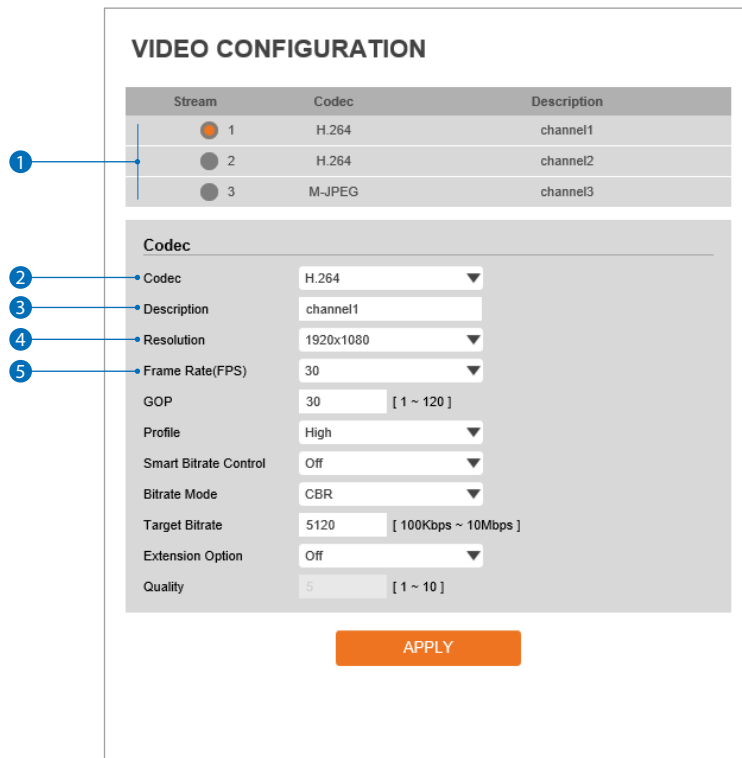 VIDEO CONFIGURATION
Stream Codec Description
1 1 H.264 channel1
2 H.264 channel2
3 M-JPEG channel3
Codec
2 Codec H.264
3 Description channel1
4 Resolution 1920x1080
5 Frame Rate(FPS) 30
GOP 30 [ 1 ~ 120 ]
Profile High
Smart Bitrate Control Off
Bitrate Mode CBR
Target Bitrate 5120 [ 100Kbps ~ 10Mbps ]
Extension Option Off
Quality 5 [ 1 ~ 10 ]
APPLY